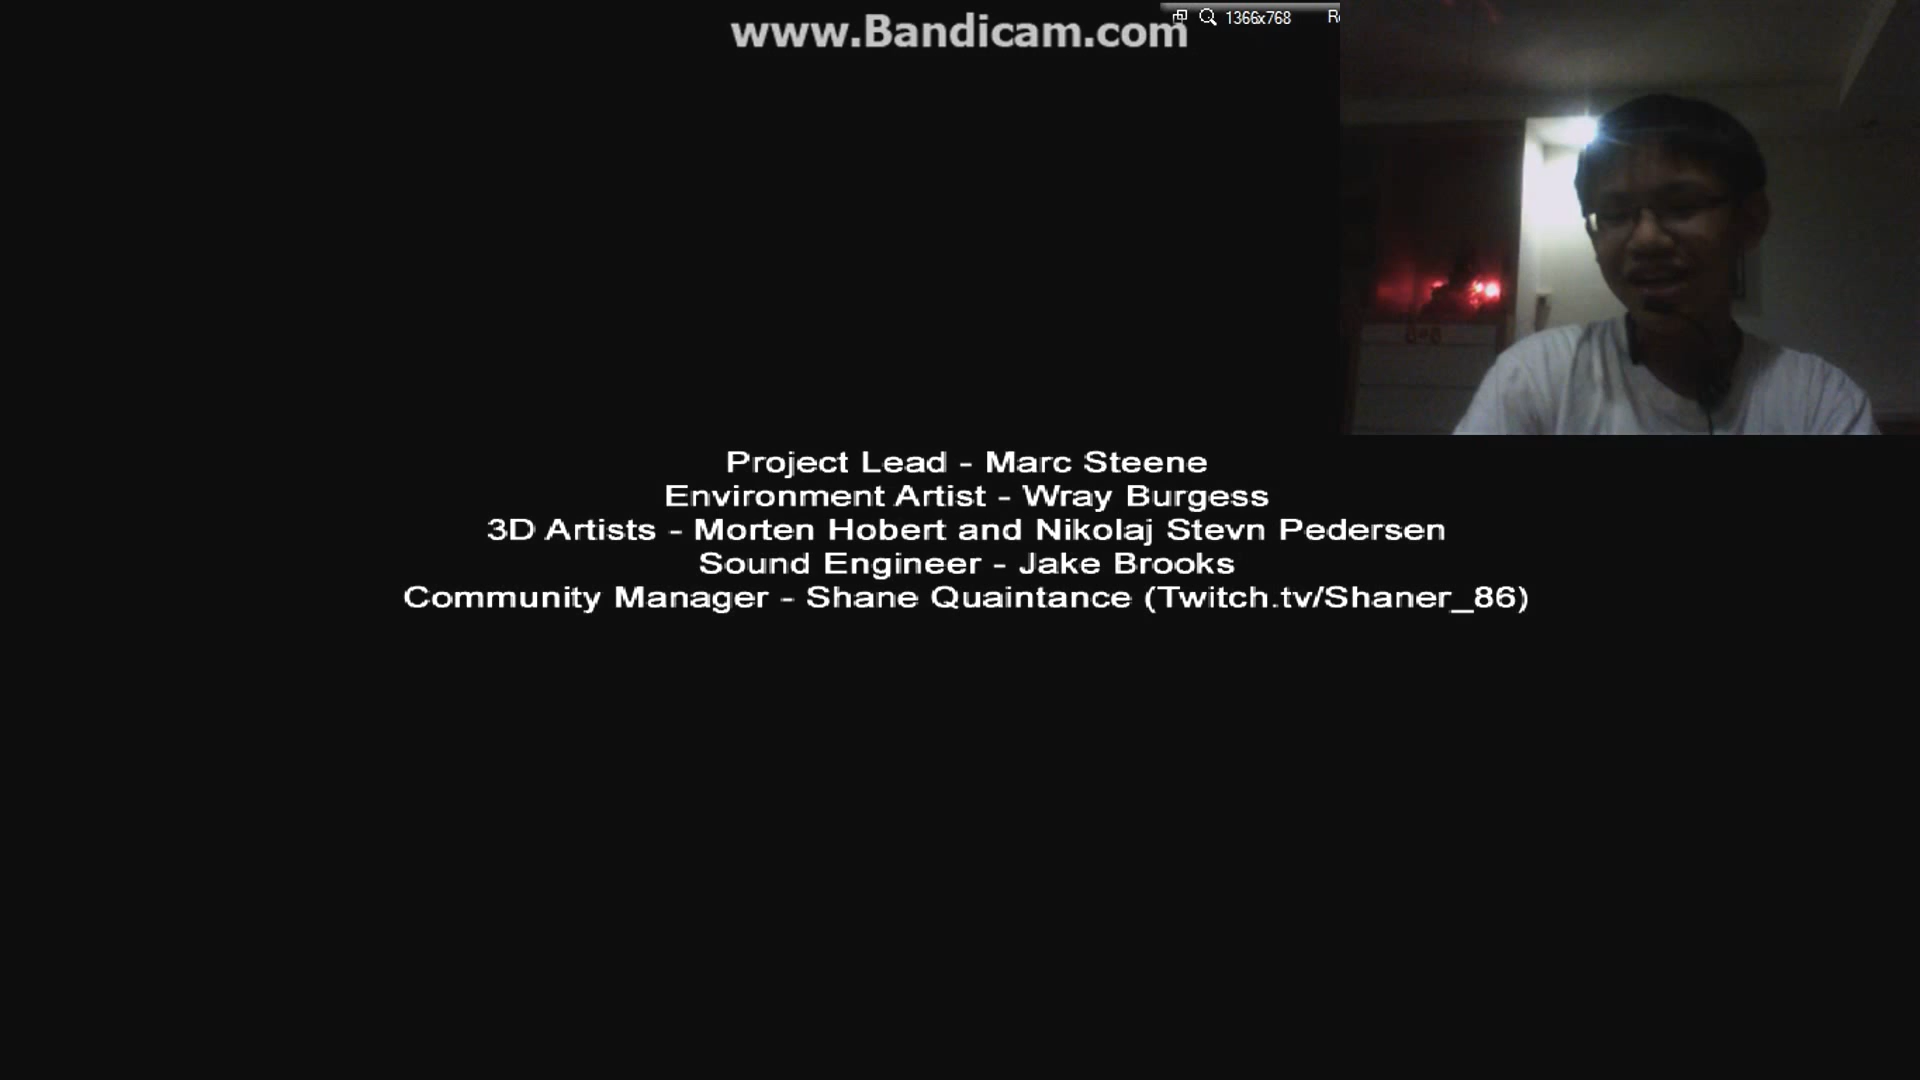 www.Bandicam.com
1366x768
Project Lead - Marc Steene
Environment Artist - Wray Burgess
3D Artists - Morten Hobert and Nikolaj Stevn Pedersen
Sound Engineer - Jake Brooks
Community Manager - Shane Quaintance (Twitch.tv/Shaner_86)